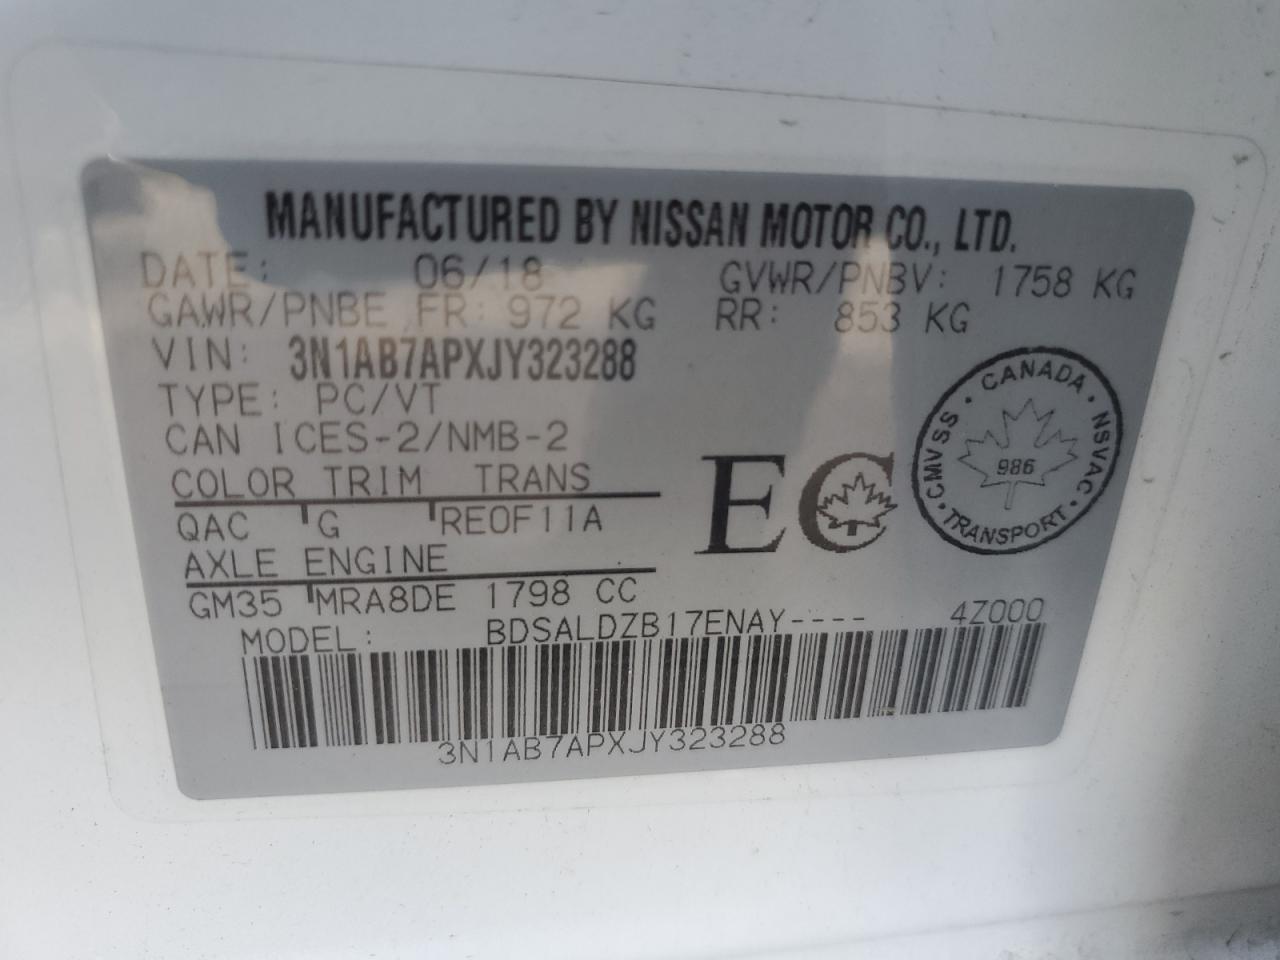 MANUFACTURED BY NISSAN MOTOR CO., LTD.
DATE: 06/18 GVWR/PNBV: 1758 KG
GAWR/PNBE FR: 972 KG RR: 853 KG
VIN: 3N1AB7APXJY323288
TYPE: PC/VT
CAN ICES-2/NMB-2
COLOR TRIM TRANS
QAC G RE0F11A
AXLE ENGINE
GM35 MRA8DE 1798 CC
MODEL: BDSALDZB17ENAY---- 4Z000
3N1AB7APXJY323288
EC
CANADA
CMVSS · NSVAC
986
TRANSPORT